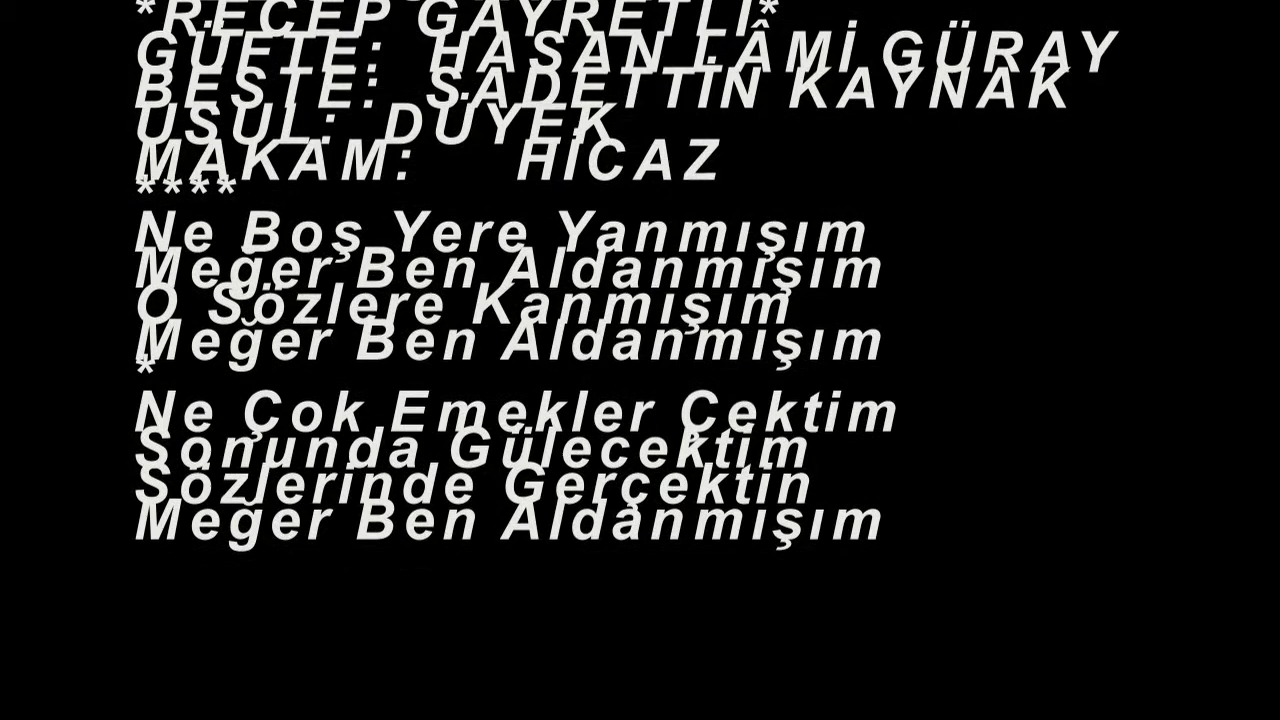 *RECEP GAYRETLİ*
GÜFTE: HASAN LÂMİ GÜRAY
BESTE: SADETTİN KAYNAK
USUL: DÜYEK
MAKAM: HİCAZ
****
Ne Boş Yere Yanmışım
Meğer Ben Aldanmışım
O Sözlere Kanmışım
Meğer Ben Aldanmışım
*
Ne Çok Emekler Çektim
Sonunda Gülecektim
Sözlerinde Gerçektin
Meğer Ben Aldanmışım